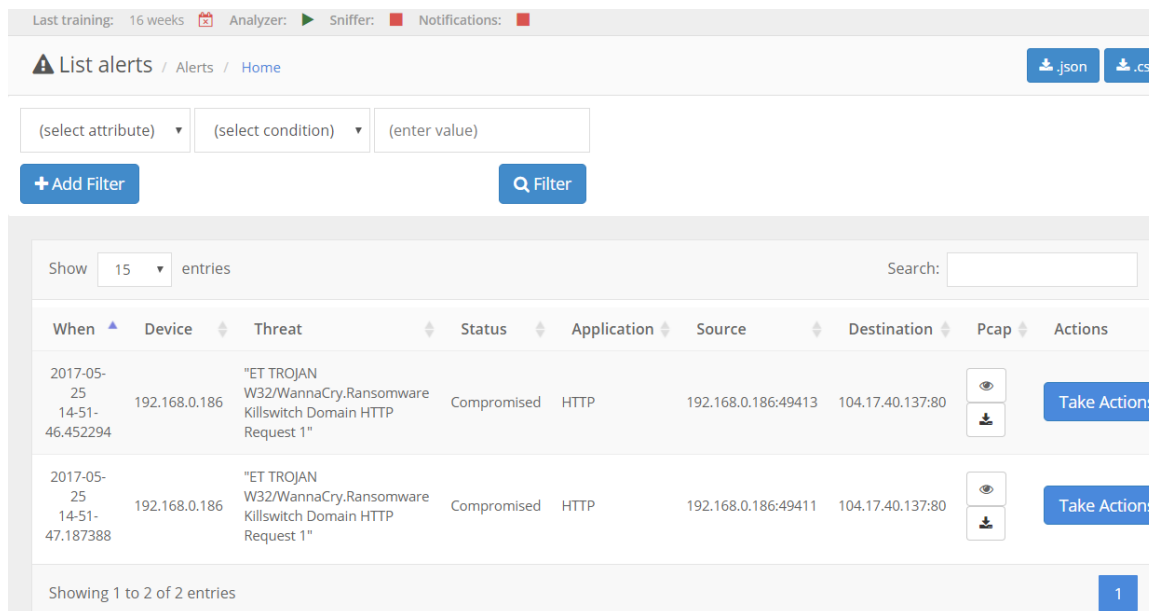 Last training: 16 weeks Analyzer: Sniffer: Notifications:
List alerts / Alerts / Home
.json .cs
(select attribute) (select condition) (enter value)
Add Filter Filter
Show 15 entries Search:
When Device Threat Status Application Source Destination Pcap Actions
2017-05-
25
14-51-
46.452294
192.168.0.186
"ET TROJAN
W32/WannaCry.Ransomware
Killswitch Domain HTTP
Request 1"
Compromised
HTTP
192.168.0.186:49413
104.17.40.137:80
Take Actions
2017-05-
25
14-51-
47.187388
192.168.0.186
"ET TROJAN
W32/WannaCry.Ransomware
Killswitch Domain HTTP
Request 1"
Compromised
HTTP
192.168.0.186:49411
104.17.40.137:80
Take Actions
Showing 1 to 2 of 2 entries
1